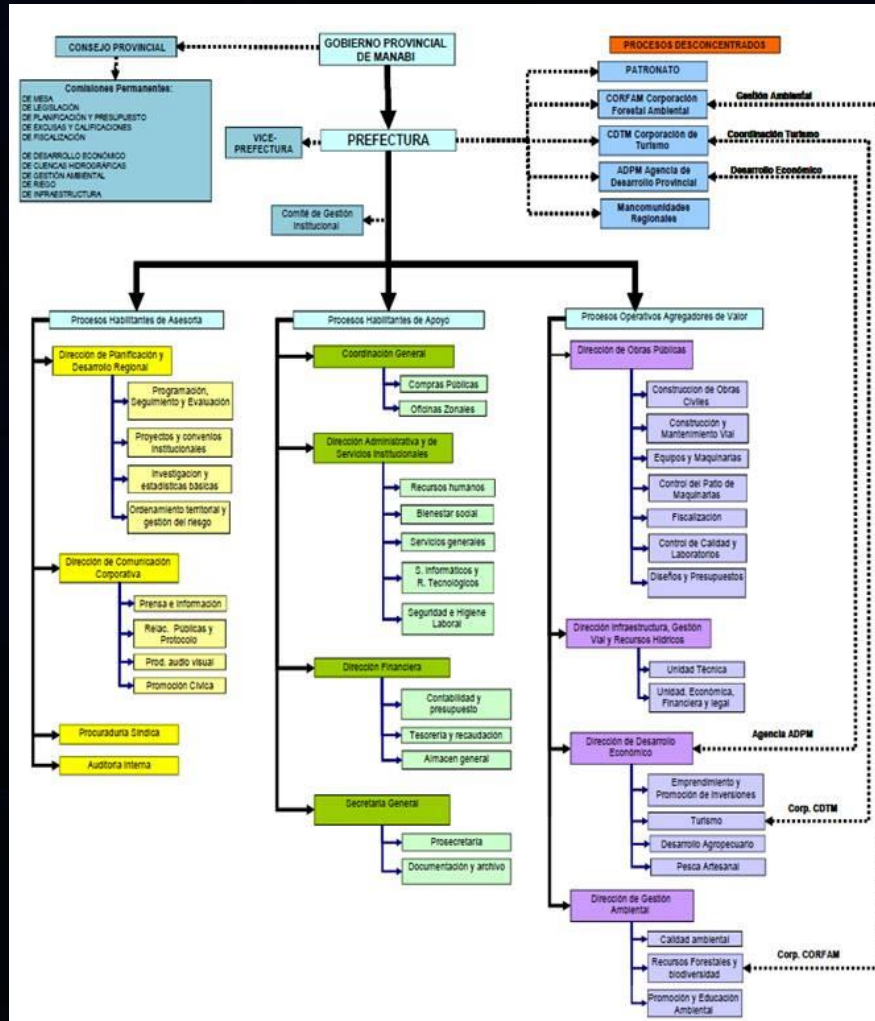 CONSEJO PROVINCIAL
GOBIERNO PROVINCIAL
DE MANABI
PROCESOS DESCONCENTRADOS
Comisiones Permanentes:
DE MESA
DE LEGISLACIÓN
DE PLANIFICACIÓN Y PRESUPUESTO
DE EXCUSAS Y CALIFICACIONES
DE FISCALIZACIÓN
DE DESARROLLO ECONÓMICO
DE CUENCAS HIDROGRÁFICAS
DE GESTIÓN AMBIENTAL
DE RIEGO
DE INFRAESTRUCTURA
VICE-
PREFECTURA
PREFECTURA
PATRONATO
CORFAM Corporación
Forestal Ambiental
Gestión Ambiental
CDTM Corporación de
Turismo
Coordinación Turismo
ADPM Agencia de
Desarrollo Provincial
Desarrollo Económico
Mancomunidades
Regionales
Comité de Gestión
Institucional
Procesos Habilitantes de Asesoría
Dirección de Planificación y
Desarrollo Regional
Programación,
Seguimiento y Evaluación
Proyectos y convenios
Institucionales
Investigacion y
estadísticas básicas
Ordenamiento territorial y
gestión del riesgo
Dirección de Comunicación
Corporativa
Prensa e Información
Relac. Públicas y
Protocolo
Prod. audio visual
Promoción Cívica
Procuraduría Síndica
Auditoría Interna
Procesos Habilitantes de Apoyo
Coordinación General
Compras Públicas
Oficinas Zonales
Dirección Administrativa y de
Servicios Institucionales
Recursos humanos
Bienestar social
Servicios generales
S. Informáticos y
R. Tecnológicos
Seguridad e Higiene
Laboral
Dirección Financiera
Contabilidad y
presupuesto
Tesorería y recaudación
Almacen general
Secretaría General
Prosecretaría
Documentación y archivo
Procesos Operativos Agregadores de Valor
Dirección de Obras Públicas
Construccion de Obras
Civiles
Construcción y
Mantenimiento Vial
Equipos y Maquinarias
Control del Patio de
Maquinarias
Fiscalización
Control de Calidad y
Laboratorios
Diseños y Presupuestos
Dirección Infraestructura, Gestión
Vial y Recursos Hídricos
Unidad Técnica
Unidad. Económica,
Financiera y legal
Dirección de Desarrollo
Económico
Agencia ADPM
Emprendimiento y
Promoción de Inversiones
Turismo
Corp. CDTM
Desarrollo Agropecuario
Pesca Artesanal
Dirección de Gestión
Ambiental
Calidad ambiental
Recursos Forestales y
biodiversidad
Corp. CORFAM
Promoción y Educación
Ambiental